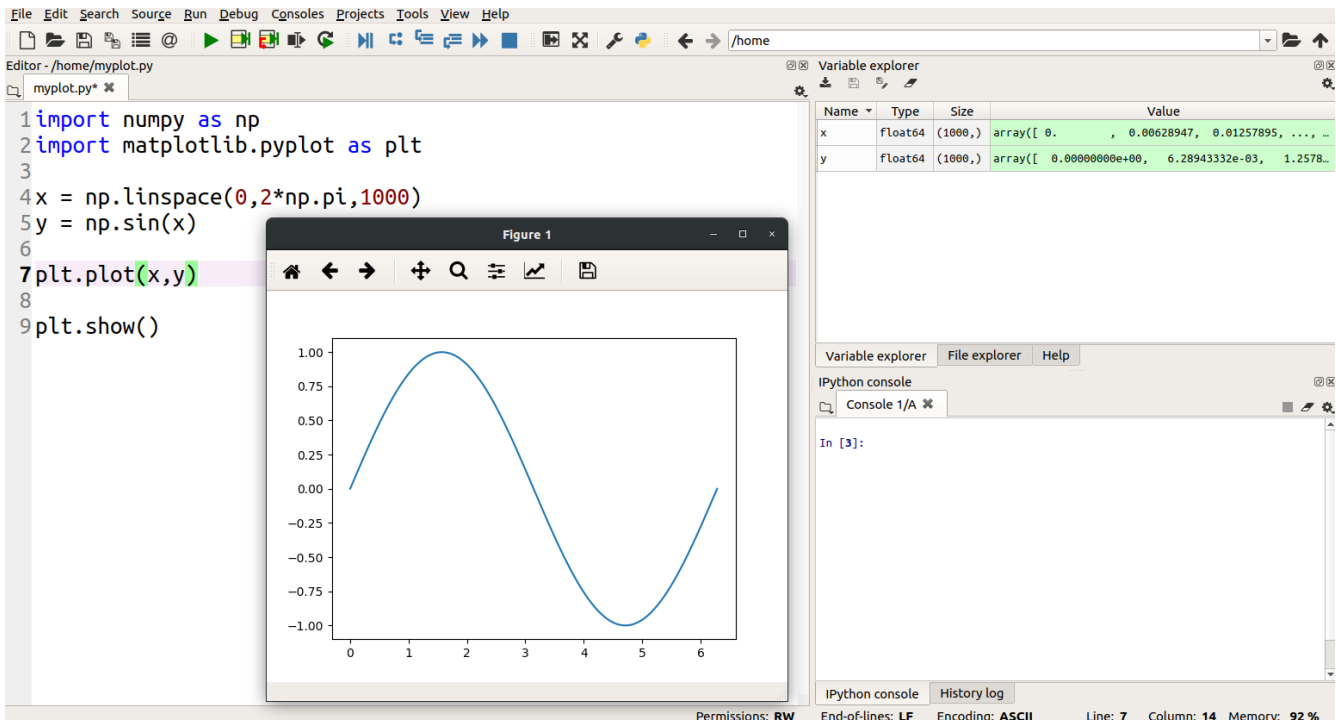 File Edit Search Source Run Debug Consoles Projects Tools View Help
/home
Editor - /home/myplot.py
myplot.py*
1 import numpy as np
2 import matplotlib.pyplot as plt
3
4 x = np.linspace(0,2*np.pi,1000)
5 y = np.sin(x)
6
7 plt.plot(x,y)
8
9 plt.show()
Figure 1
1.00
0.75
0.50
0.25
0.00
−0.25
−0.50
−0.75
−1.00
0 1 2 3 4 5 6
Variable explorer
Name Type Size Value
x float64 (1000,) array([ 0. , 0.00628947, 0.01257895, ..., …
y float64 (1000,) array([ 0.00000000e+00, 6.28943332e-03, 1.2578…
Variable explorer File explorer Help
IPython console
Console 1/A
In [3]:
IPython console History log
Permissions: RW End-of-lines: LF Encoding: ASCII Line: 7 Column: 14 Memory: 92 %